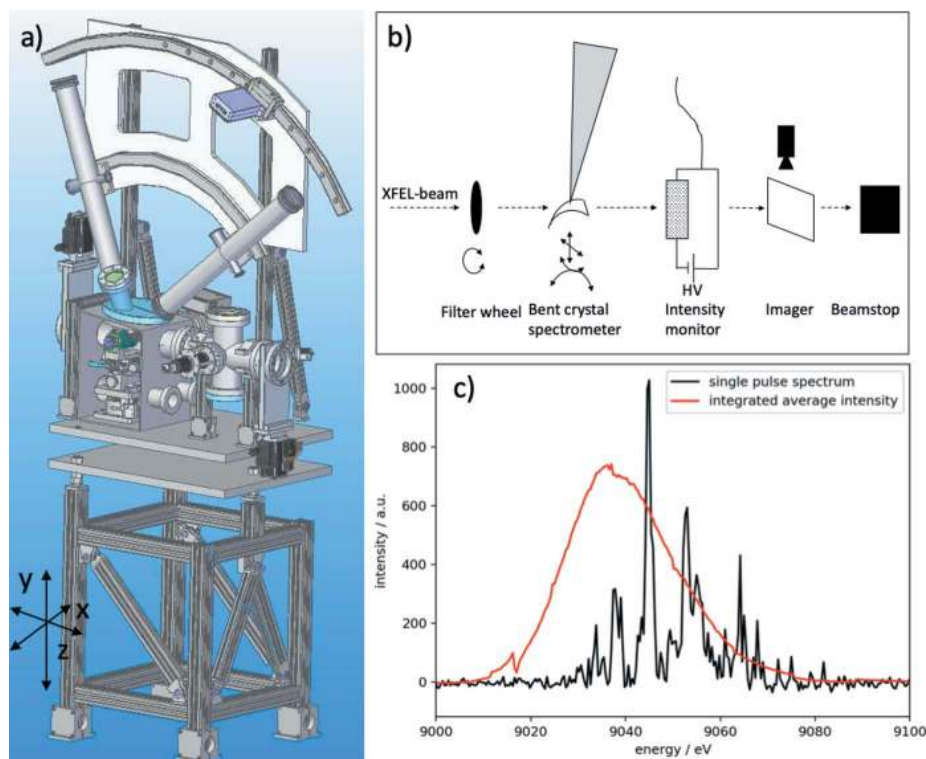 a)
y
x
z
b)
XFEL-beam
HV
Filter wheel
Bent crystal
spectrometer
Intensity
monitor
Imager
Beamstop
c)
single pulse spectrum
integrated average intensity
1000
800
600
400
200
0
intensity / a.u.
9000
9020
9040
9060
9080
9100
energy / eV